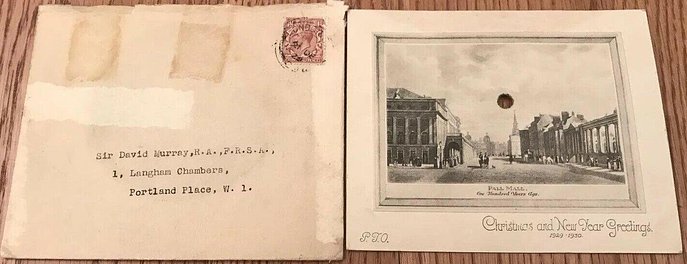 Sir David Murray,R.A.,F.R.S.A.,
1, Langham Chambers,
Portland Place, W. 1.
PALL MALL.
One Hundred Years Ago.
Christmas and New Year Greetings.
1929-1930.
P.T.O.